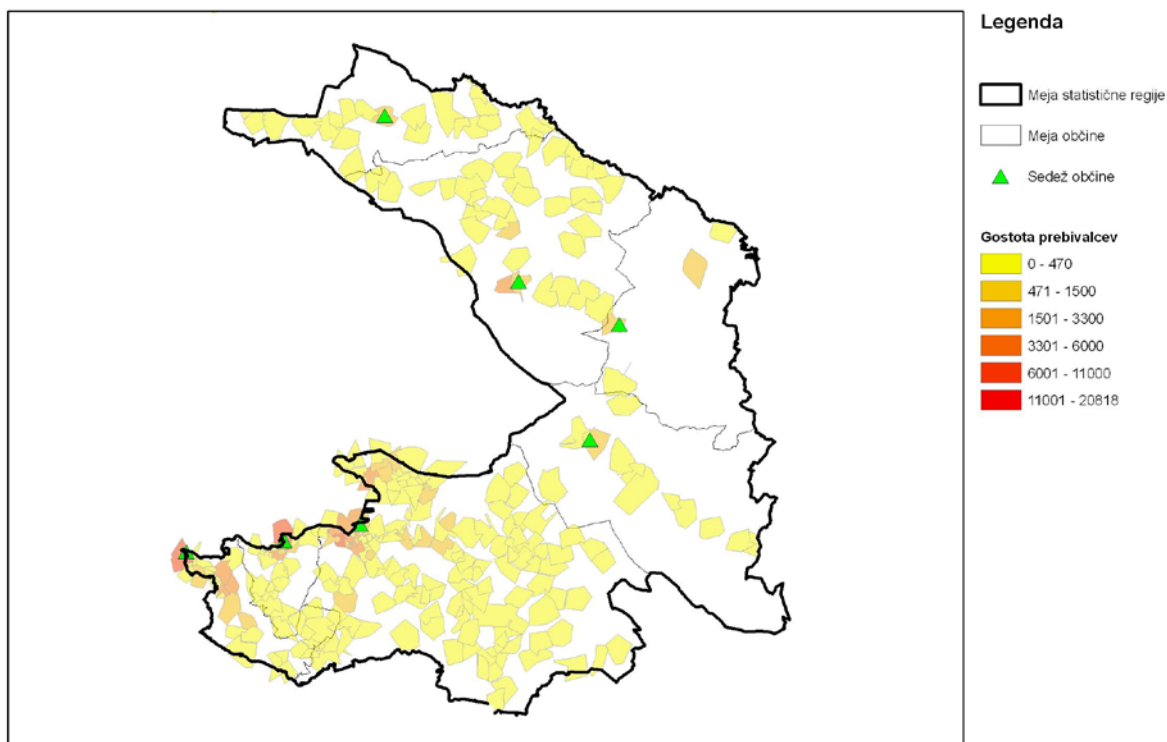 Legenda
Meja statistične regije
Meja občine
Sedež občine
Gostota prebivalcev
0 - 470
471 - 1500
1501 - 3300
3301 - 6000
6001 - 11000
11001 - 20818